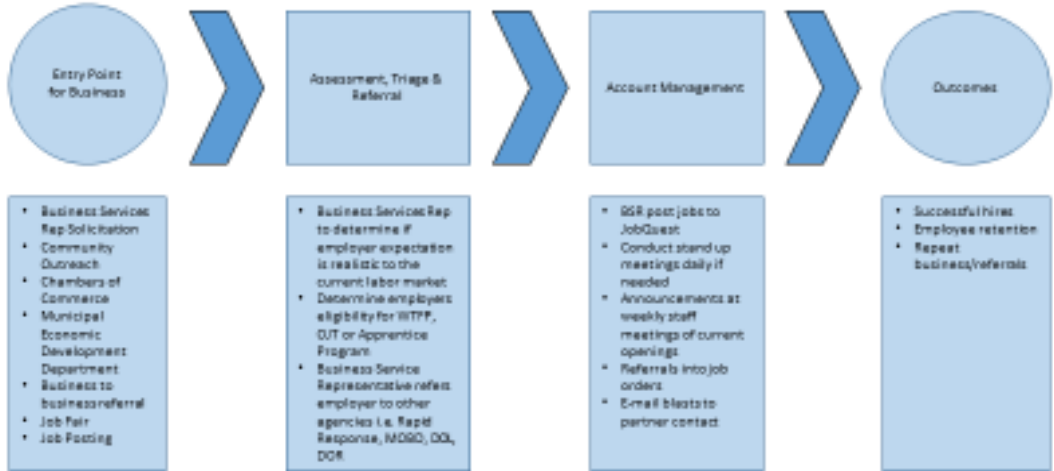 Entry Point
for Business
Assessment, Triage &
Referral
Account Management
Outcomes
• Business Services
Rep Solicitation
• Community
Outreach
• Chambers of
Commerce
• Municipal
Economic
Development
Department
• Business to
business referral
• Job Fair
• Job Posting
• Business Services Rep
to determine if
employer expectation
is realistic to the
current labor market
• Determine employers
eligibility for WTFP,
OJT or Apprentice
Program
• Business Service
Representative refers
employer to other
agencies i.e. Rapid
Response, MOBD, DOL,
DOR
• BSR post jobs to
JobQuest
• Conduct stand up
meetings daily if
needed
• Announcements at
weekly staff
meetings of current
openings
• Referrals into job
orders
• E-mail blasts to
partner contact
• Successful hires
• Employee retention
• Repeat
business/referrals